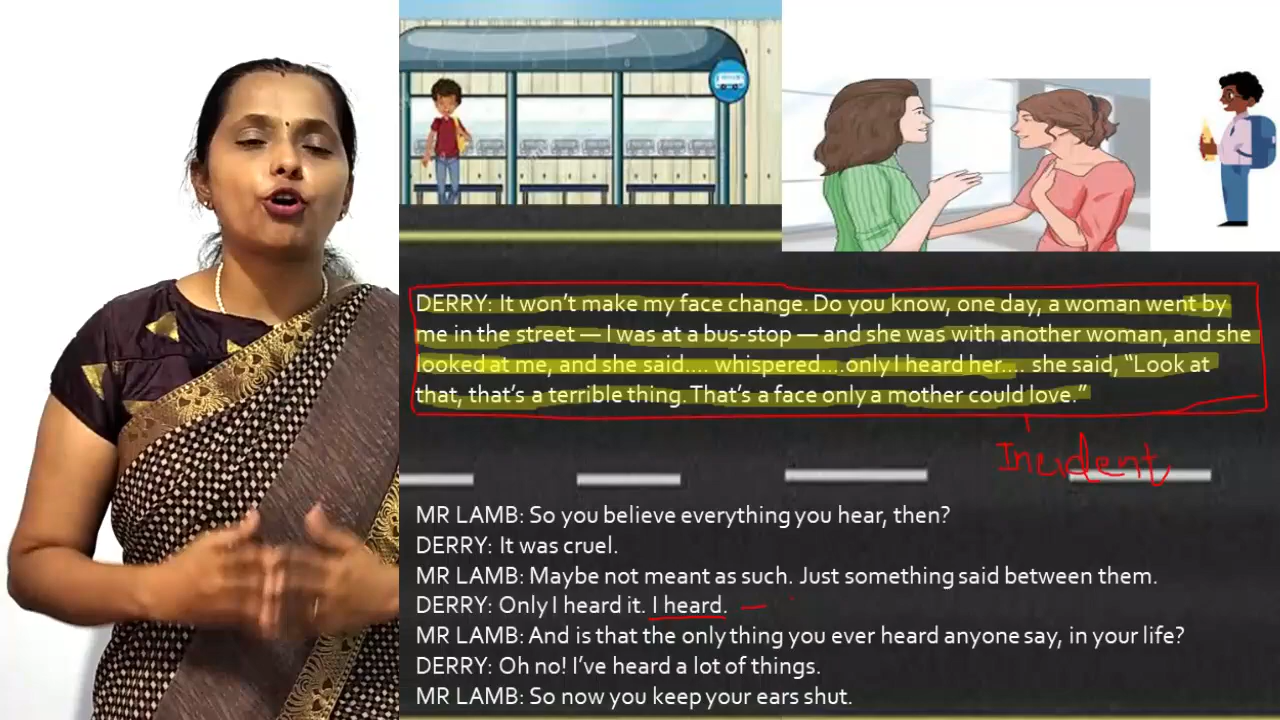 DERRY: It won't make my face change. Do you know, one day, a woman went by
me in the street — I was at a bus-stop — and she was with another woman, and she
looked at me, and she said.... whispered....only I heard her.... she said, “Look at
that, that's a terrible thing. That's a face only a mother could love.”
Incident
MR LAMB: So you believe everything you hear, then?
DERRY: It was cruel.
MR LAMB: Maybe not meant as such. Just something said between them.
DERRY: Only I heard it. I heard.
MR LAMB: And is that the only thing you ever heard anyone say, in your life?
DERRY: Oh no! I've heard a lot of things.
MR LAMB: So now you keep your ears shut.